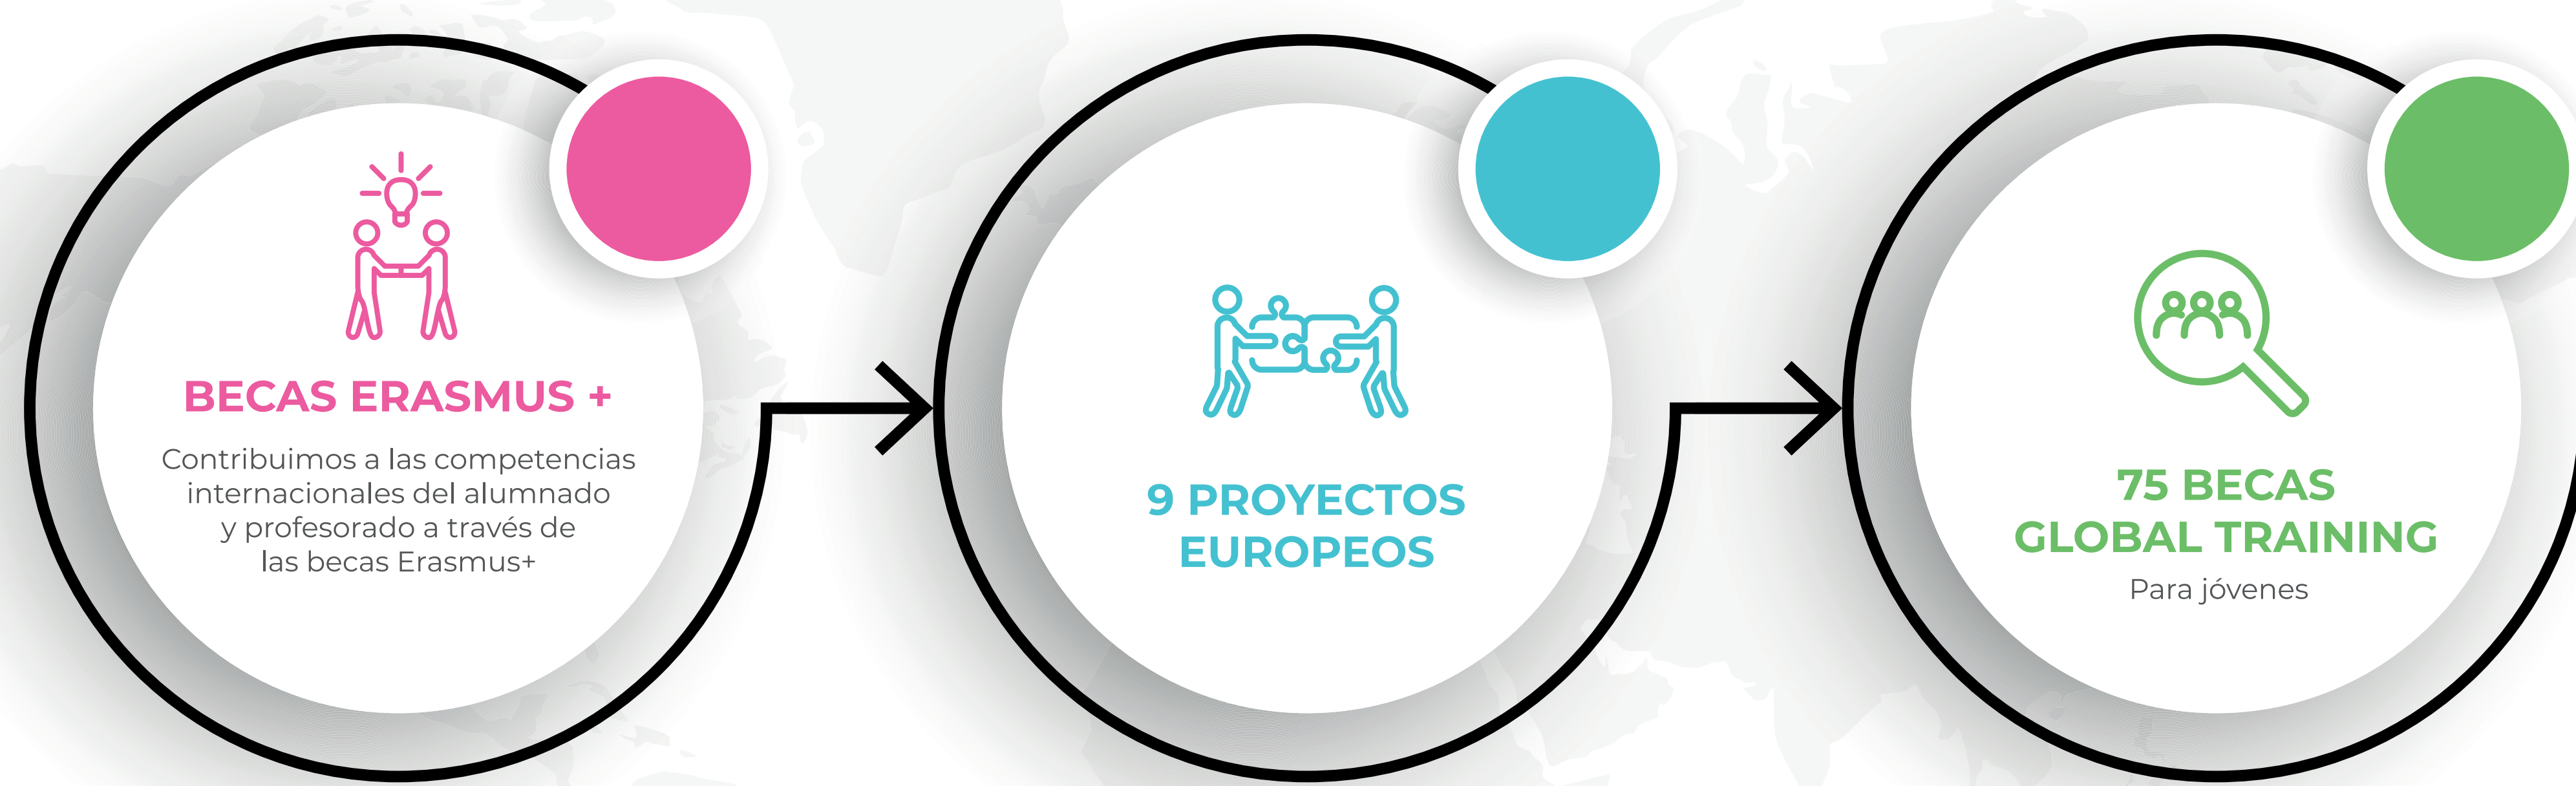 BECAS ERASMUS +
Contribuimos a las competencias
internacionales del alumnado
y profesorado a través de
las becas Erasmus+
9 PROYECTOS
EUROPEOS
75 BECAS
GLOBAL TRAINING
Para jóvenes